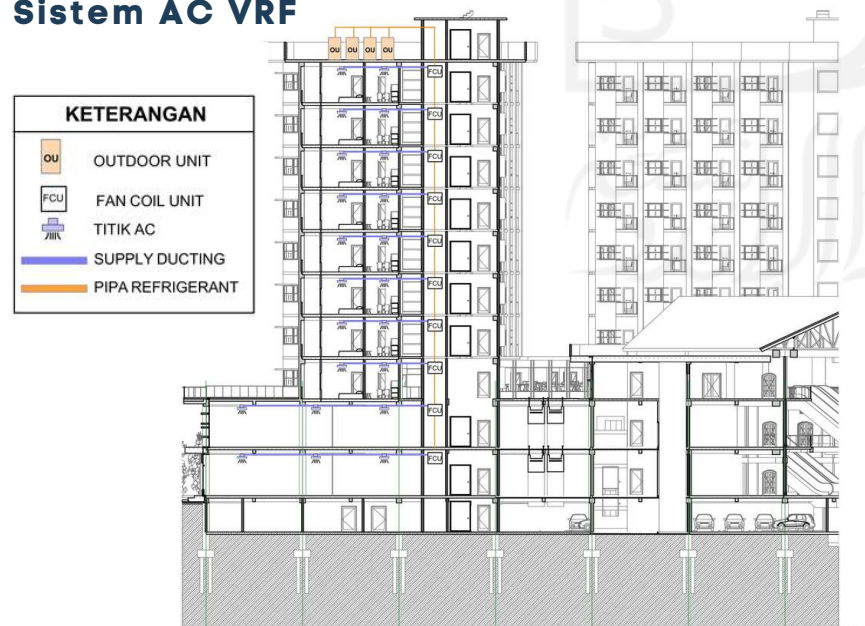 Sistem AC VRF
OU OU OU OU
FCU
FCU
FCU
FCU
FCU
FCU
FCU
FCU
FCU
FCU
KETERANGAN
OU OUTDOOR UNIT
FCU FAN COIL UNIT
TITIK AC
SUPPLY DUCTING
PIPA REFRIGERANT